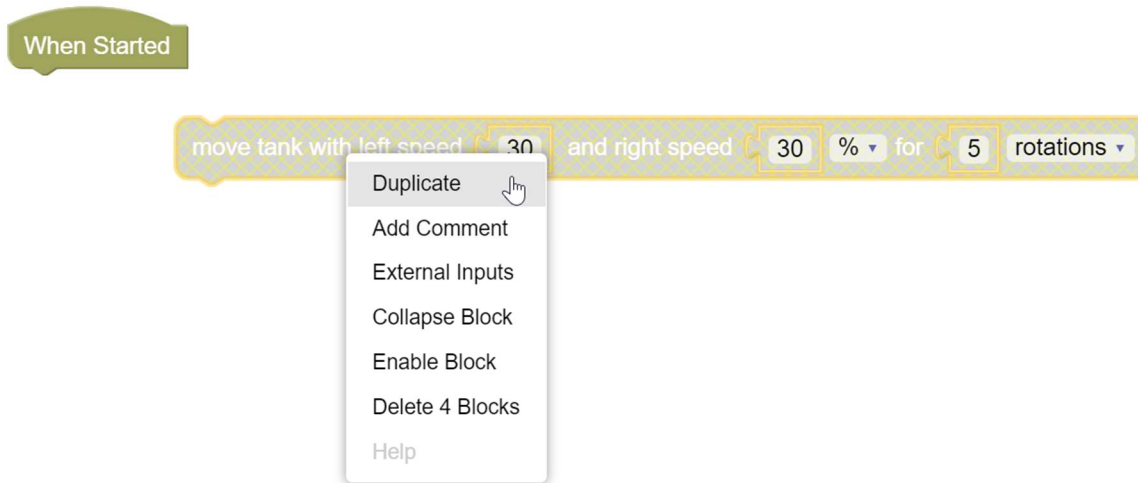 When Started
move tank with left speed 30 and right speed 30 % for 5 rotations
Duplicate
Add Comment
External Inputs
Collapse Block
Enable Block
Delete 4 Blocks
Help